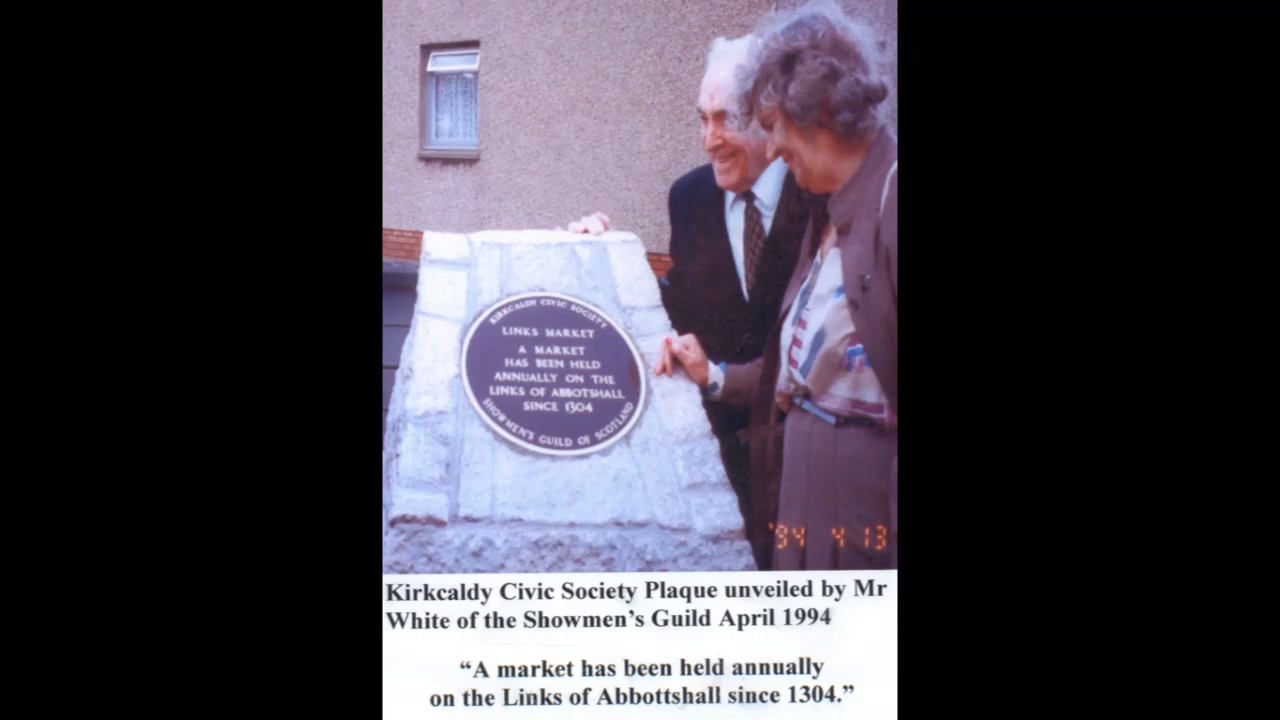 KIRKCALDY CIVIC SOCIETY
LINKS MARKET
A MARKET
HAS BEEN HELD
ANNUALLY ON THE
LINKS OF ABBOTSHALL
SINCE 1304
SHOWMEN'S GUILD OF SCOTLAND
'94 4 13
Kirkcaldy Civic Society Plaque unveiled by Mr
White of the Showmen’s Guild April 1994
“A market has been held annually
on the Links of Abbottshall since 1304.”